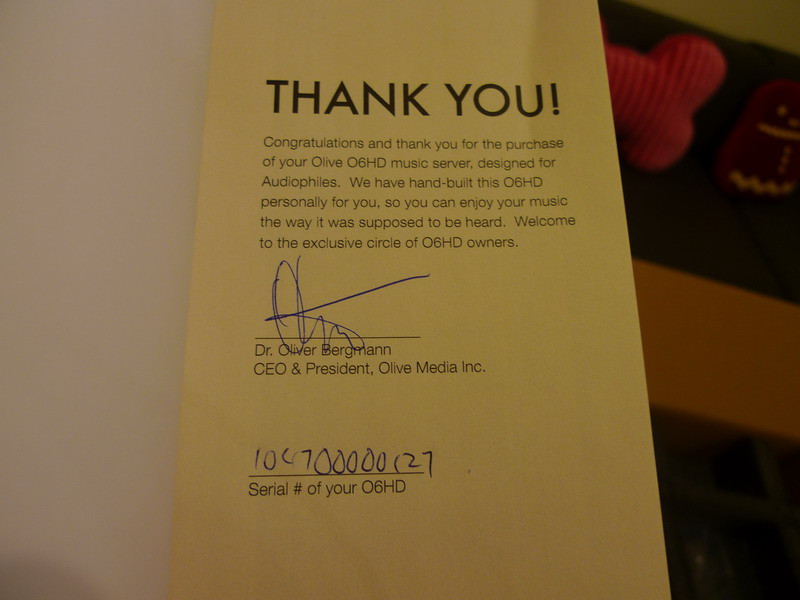 THANK YOU!
Congratulations and thank you for the purchase
of your Olive O6HD music server, designed for
Audiophiles. We have hand-built this O6HD
personally for you, so you can enjoy your music
the way it was supposed to be heard. Welcome
to the exclusive circle of O6HD owners.
Dr. Oliver Bergmann
CEO & President, Olive Media Inc.
Serial # of your O6HD